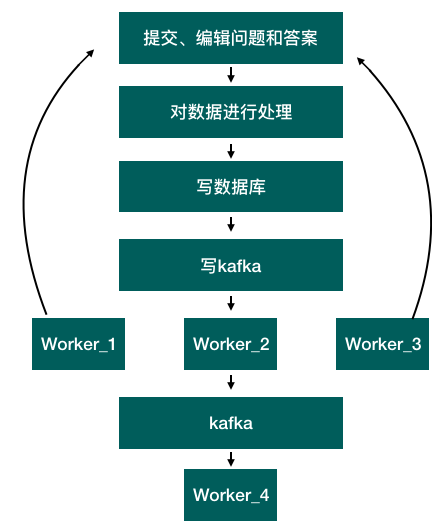 提交、编辑问题和答案
对数据进行处理
写数据库
写kafka
Worker_1
Worker_2
Worker_3
kafka
Worker_4